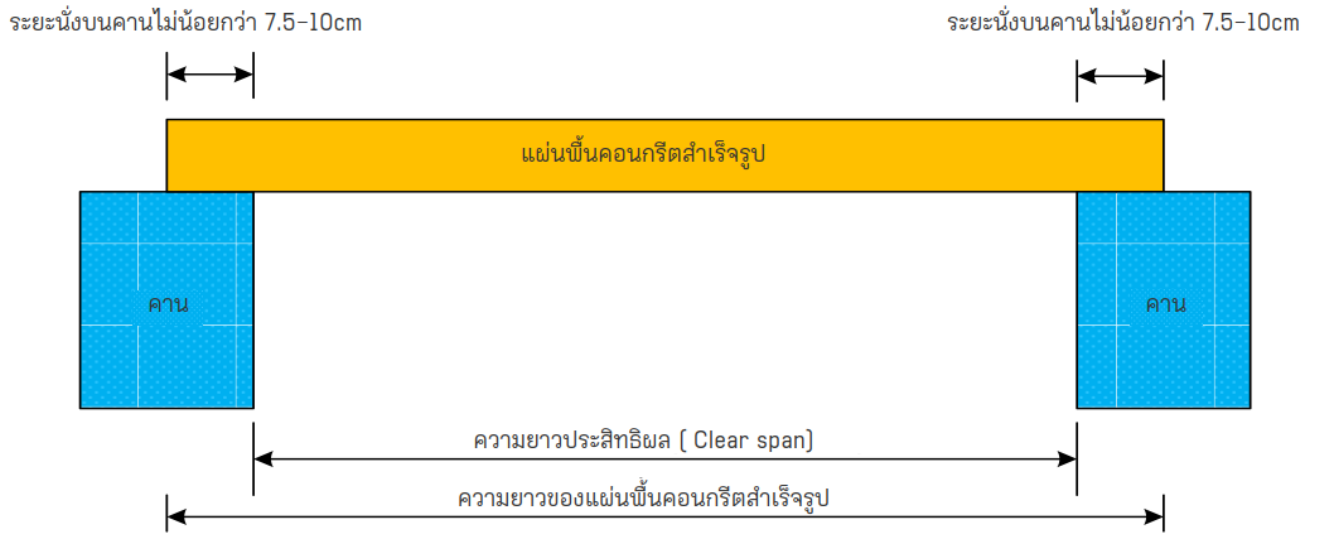 ระยะนั่งบนคานไม่น้อยกว่า 7.5-10cm
ระยะนั่งบนคานไม่น้อยกว่า 7.5-10cm
แผ่นพื้นคอนกรีตสำเร็จรูป
คาน
คาน
ความยาวประสิทธิผล ( Clear span)
ความยาวของแผ่นพื้นคอนกรีตสำเร็จรูป